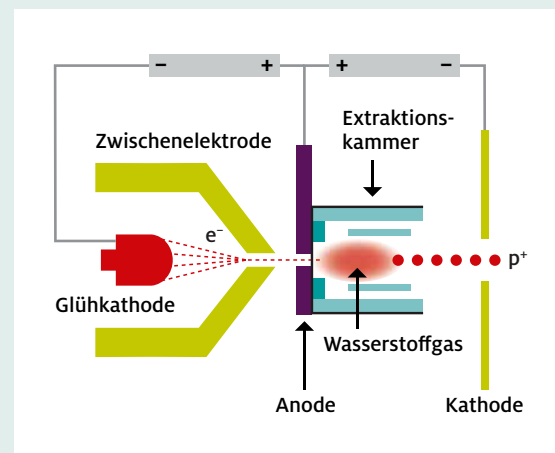 − + + −
Extraktions-
kammer
Zwischenelektrode
e⁻
p⁺
Glühkathode
Wasserstoffgas
Anode Kathode